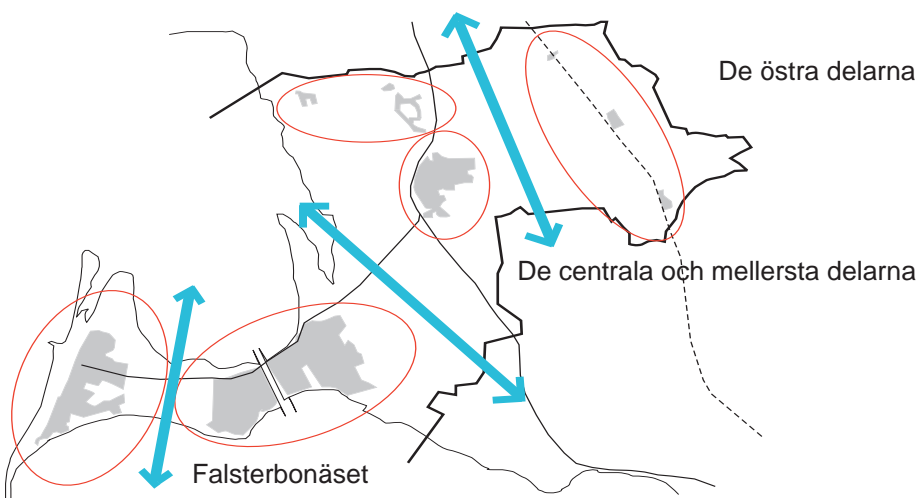 De östra delarna
De centrala och mellersta delarna
Falsterbonäset